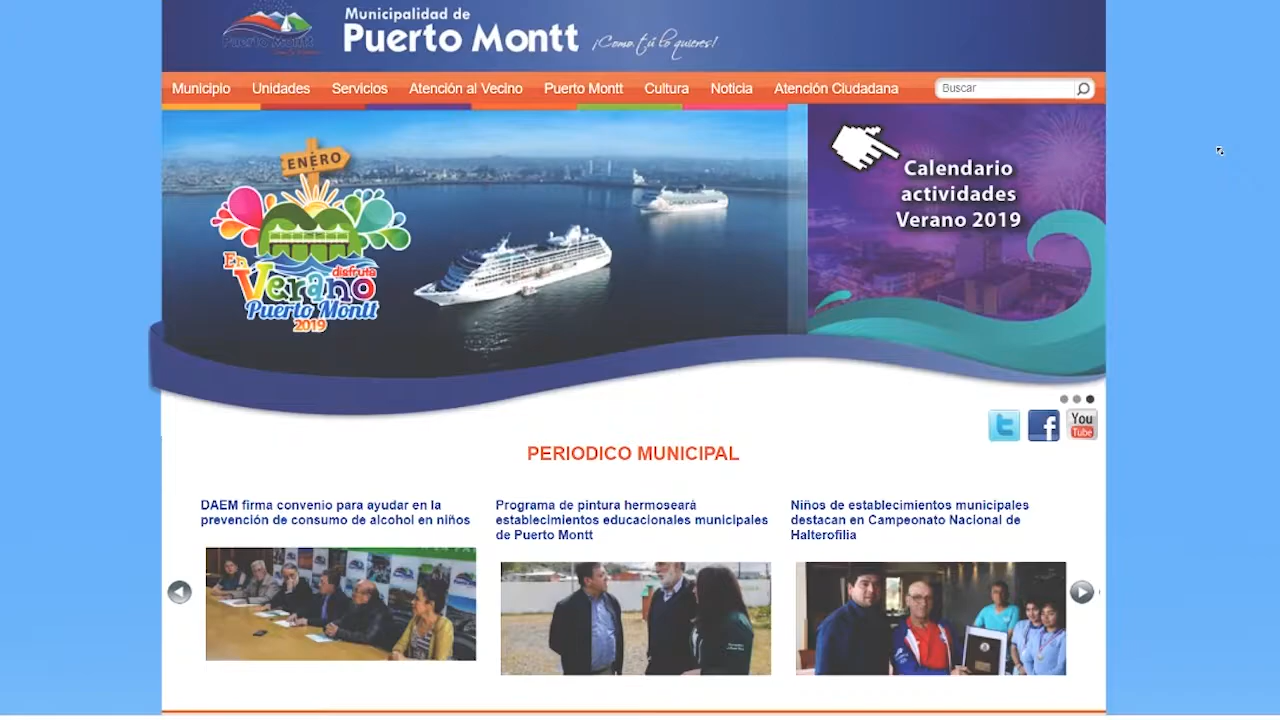 Municipalidad de
Puerto Montt
¡Como tú lo quieres!
Puerto Montt
Municipio Unidades Servicios Atención al Vecino Puerto Montt Cultura Noticia Atención Ciudadana
Buscar
ENERO
En
Verano
disfruta
Puerto Montt
2019
Calendario
actividades
Verano 2019
You
Tube
PERIODICO MUNICIPAL
DAEM firma convenio para ayudar en la
prevención de consumo de alcohol en niños
Programa de pintura hermoseará
establecimientos educacionales municipales
de Puerto Montt
Niños de establecimientos municipales
destacan en Campeonato Nacional de
Halterofilia